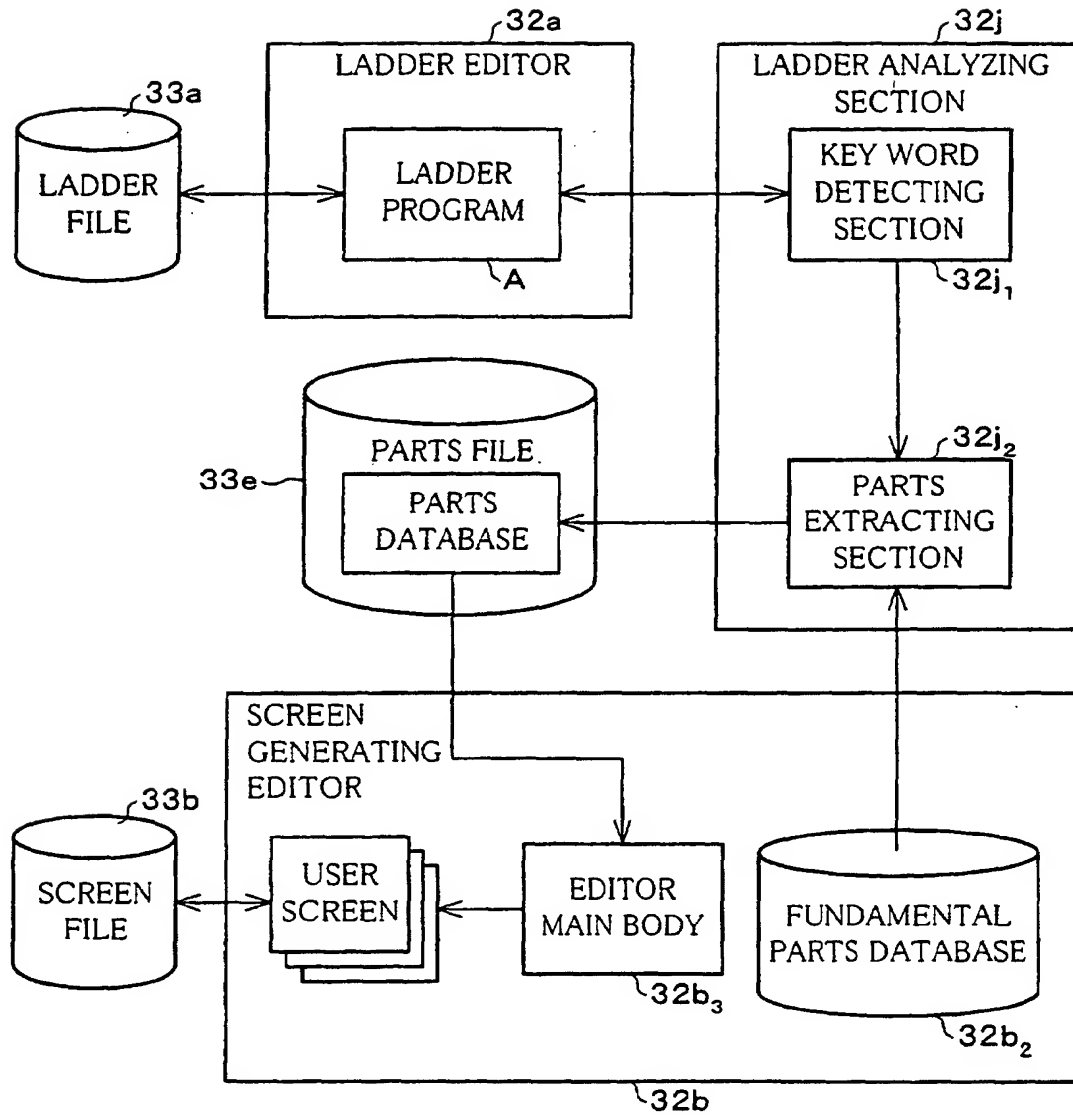 32a
32j
LADDER EDITOR
LADDER ANALYZING
SECTION
33a
LADDER
FILE
LADDER
PROGRAM
A
KEY WORD
DETECTING
SECTION
32j₁
PARTS FILE
33e
PARTS
DATABASE
32j₂
PARTS
EXTRACTING
SECTION
SCREEN
GENERATING
EDITOR
33b
SCREEN
FILE
USER
SCREEN
EDITOR
MAIN BODY
32b₃
FUNDAMENTAL
PARTS DATABASE
32b₂
32b